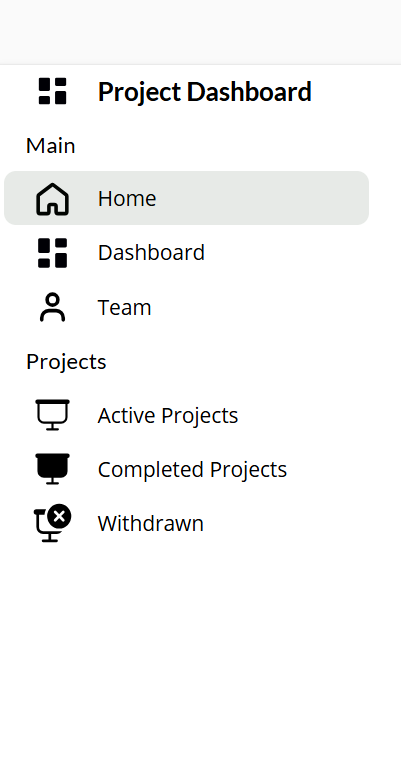 Project Dashboard
Main
Home
Dashboard
Team
Projects
Active Projects
Completed Projects
Withdrawn